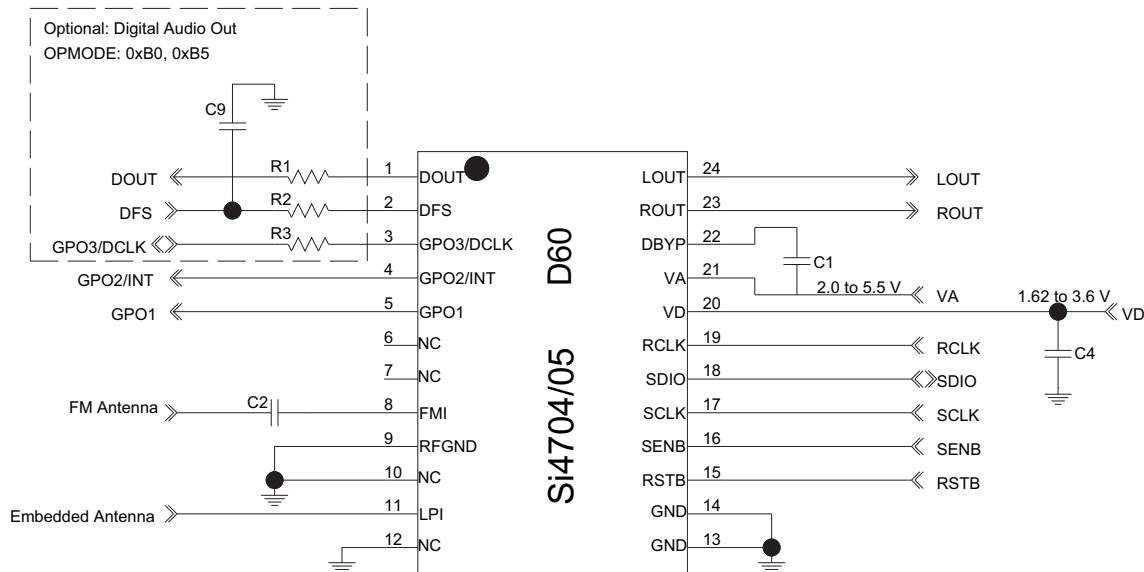 Optional: Digital Audio Out
OPMODE: 0xB0, 0xB5
C9
DOUT R1 1 DOUT LOUT 24 LOUT
DFS R2 2 DFS ROUT 23 ROUT
GPO3/DCLK R3 3 GPO3/DCLK DBYP 22
C1
GPO2/INT 4 GPO2/INT VA 21 2.0 to 5.5 V VA
GPO1 5 GPO1 VD 20 1.62 to 3.6 V VD
C4
6 NC RCLK 19 RCLK
7 NC SDIO 18 SDIO
FM Antenna C2 8 FMI SCLK 17 SCLK
9 RFGND SENB 16 SENB
10 NC RSTB 15 RSTB
Embedded Antenna 11 LPI GND 14
12 NC GND 13
Si4704/05 D60